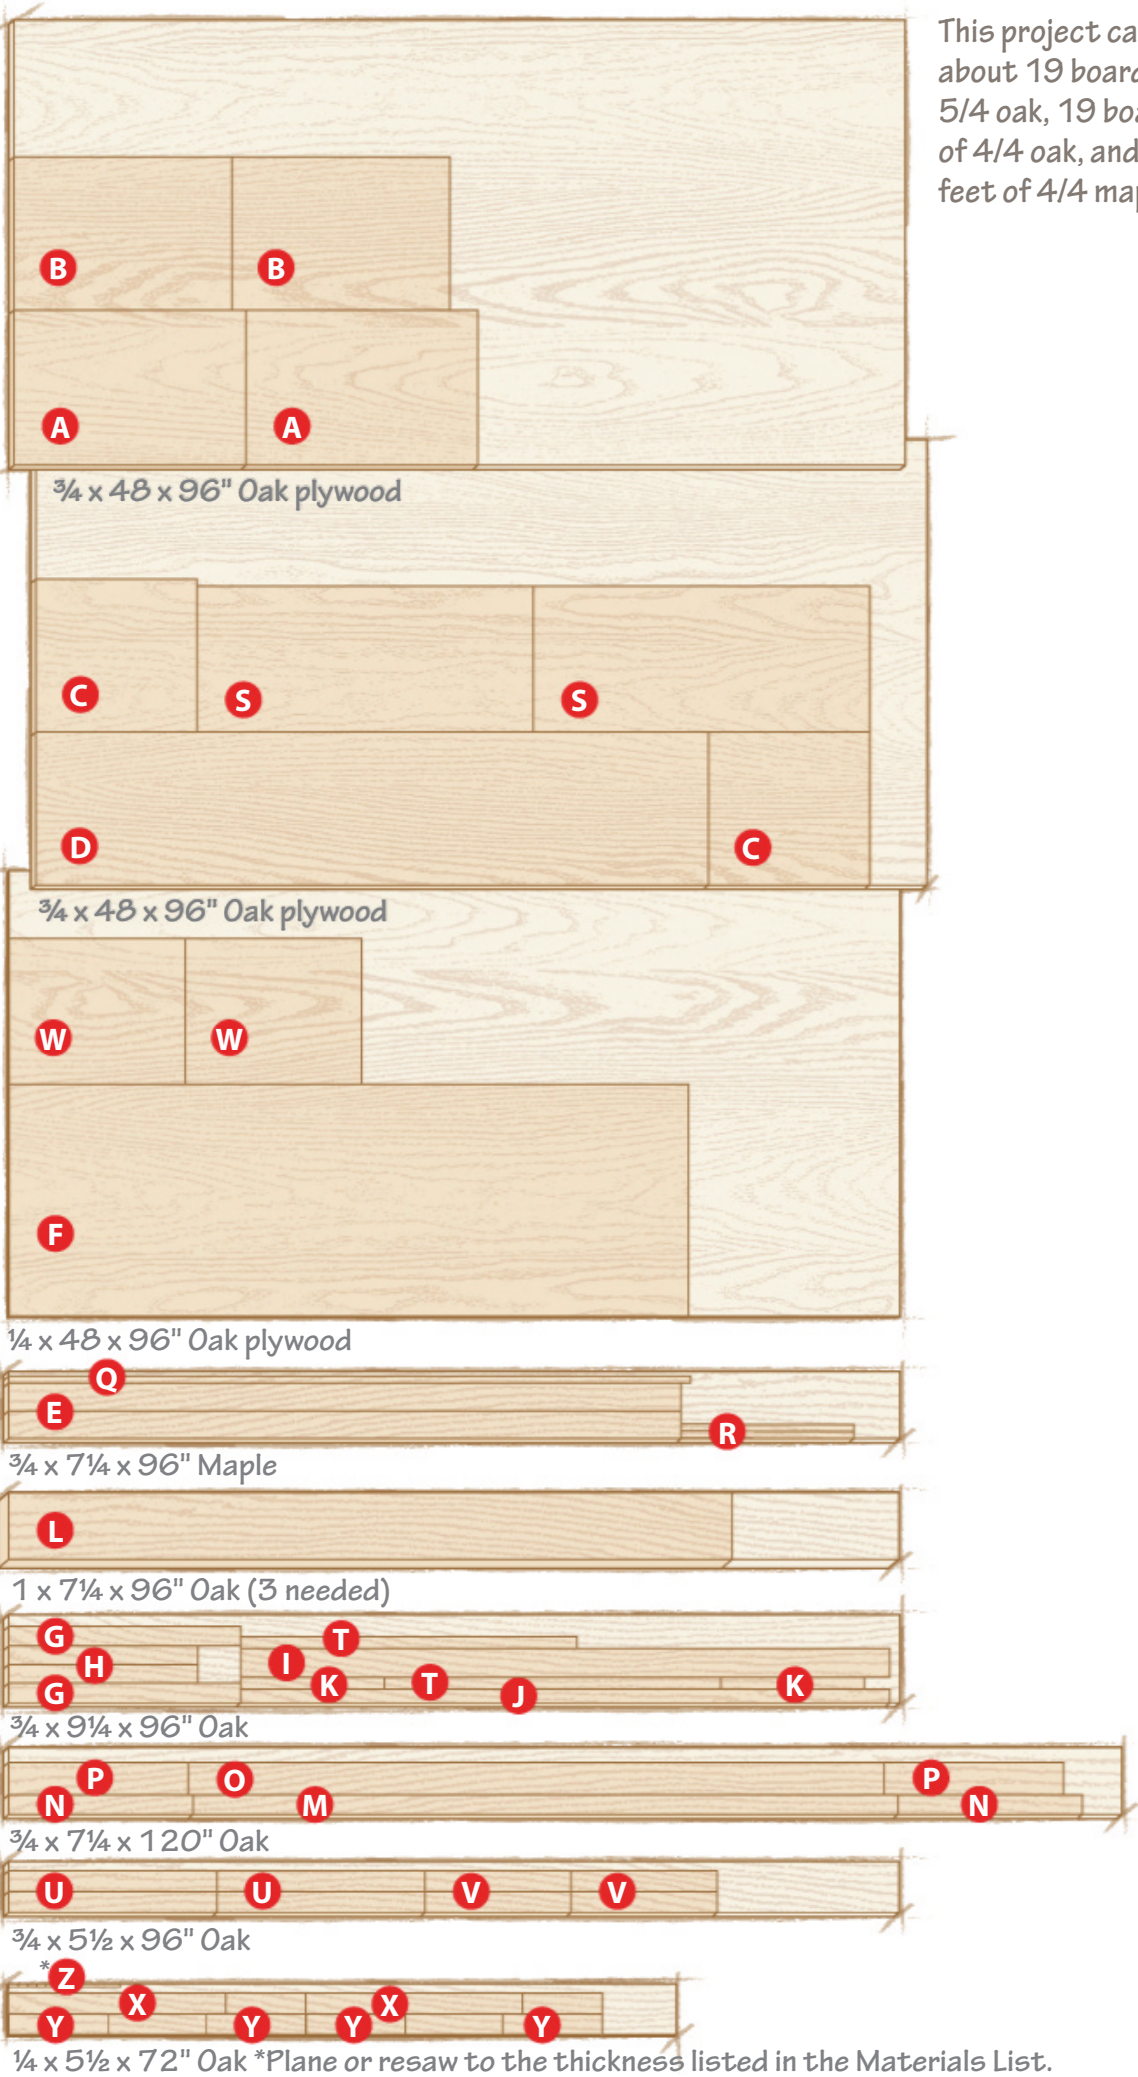 This project
about 19
5/4 oak, 19
of 4/4 oak, and
feet of 4/4
B B
A A
¾ x 48 x 96" Oak plywood
C S S
D C
¾ x 48 x 96" Oak plywood
W W
F
¼ x 48 x 96" Oak plywood
Q
E R
¾ x 7¼ x 96" Maple
L
1 x 7¼ x 96" Oak (3 needed)
G T
H I
G K T J K
¾ x 9¼ x 96" Oak
P O P
N M N
¾ x 7¼ x 120" Oak
U U V V
¾ x 5½ x 96" Oak
*Z
X X
Y Y Y Y
¼ x 5½ x 72" Oak *Plane or resaw to the thickness listed in the Materials List.